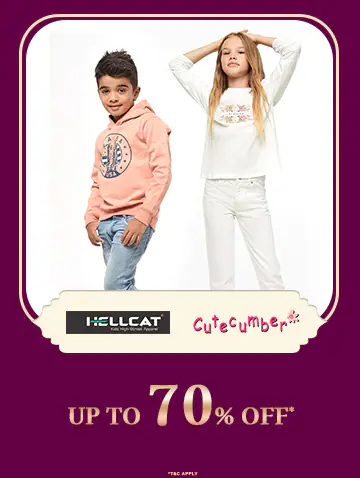 HELLCAT
Kids High-Street Apparel
Cutecumber
UP TO 70% OFF*
*T&C APPLY